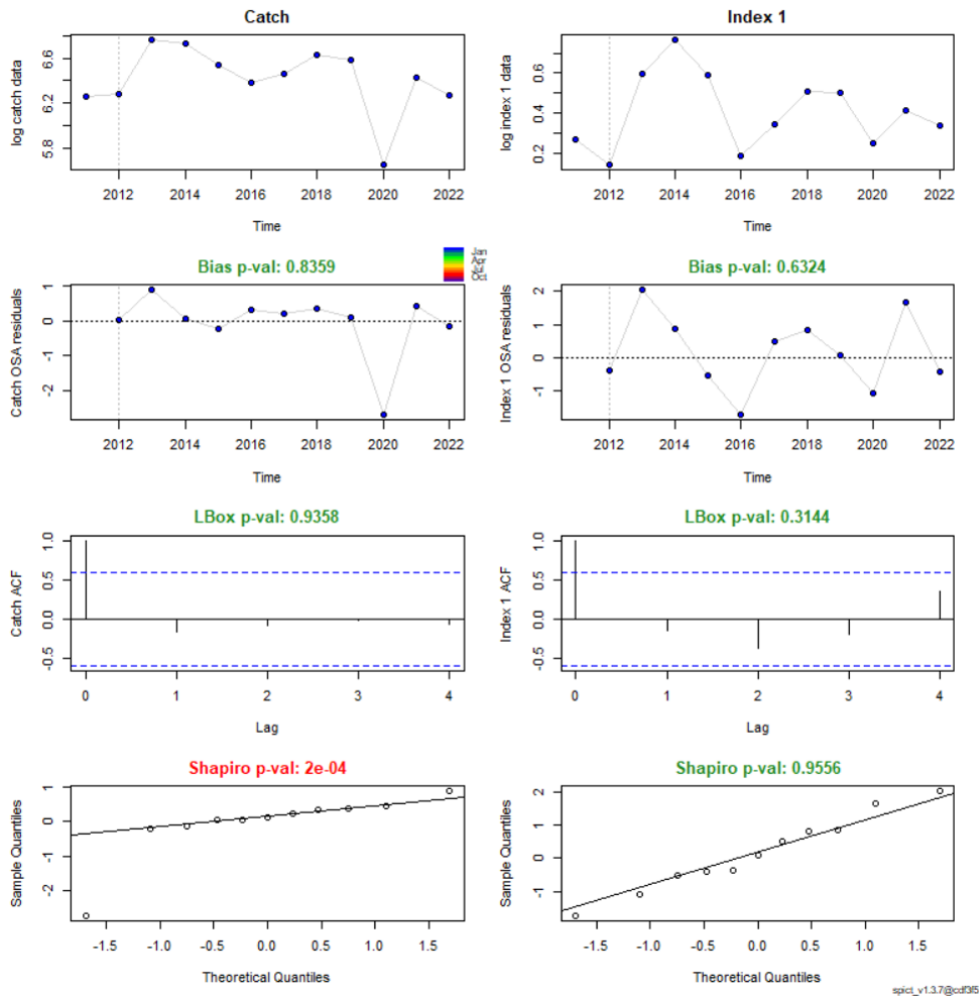 Catch
log catch data
5.8 6.2 6.6
2012 2014 2016 2018 2020 2022
Time
Index 1
log index 1 data
0.2 0.4 0.6
2012 2014 2016 2018 2020 2022
Time
Bias p-val: 0.8359
Catch OSA residuals
-2 -1 0 1
2012 2014 2016 2018 2020 2022
Time
Jan
Bias p-val: 0.6324
Index 1 OSA residuals
-1 0 1 2
2012 2014 2016 2018 2020 2022
Time
LBox p-val: 0.9358
Catch ACF
-0.5 0.0 0.5 1.0
0 1 2 3 4
Lag
LBox p-val: 0.3144
Index 1 ACF
-0.5 0.0 0.5 1.0
0 1 2 3 4
Lag
Shapiro p-val: 2e-04
Sample Quantiles
-2 -1 0 1
-1.5 -1.0 -0.5 0.0 0.5 1.0 1.5
Theoretical Quantiles
Shapiro p-val: 0.9556
Sample Quantiles
-1 0 1 2
-1.5 -1.0 -0.5 0.0 0.5 1.0 1.5
Theoretical Quantiles